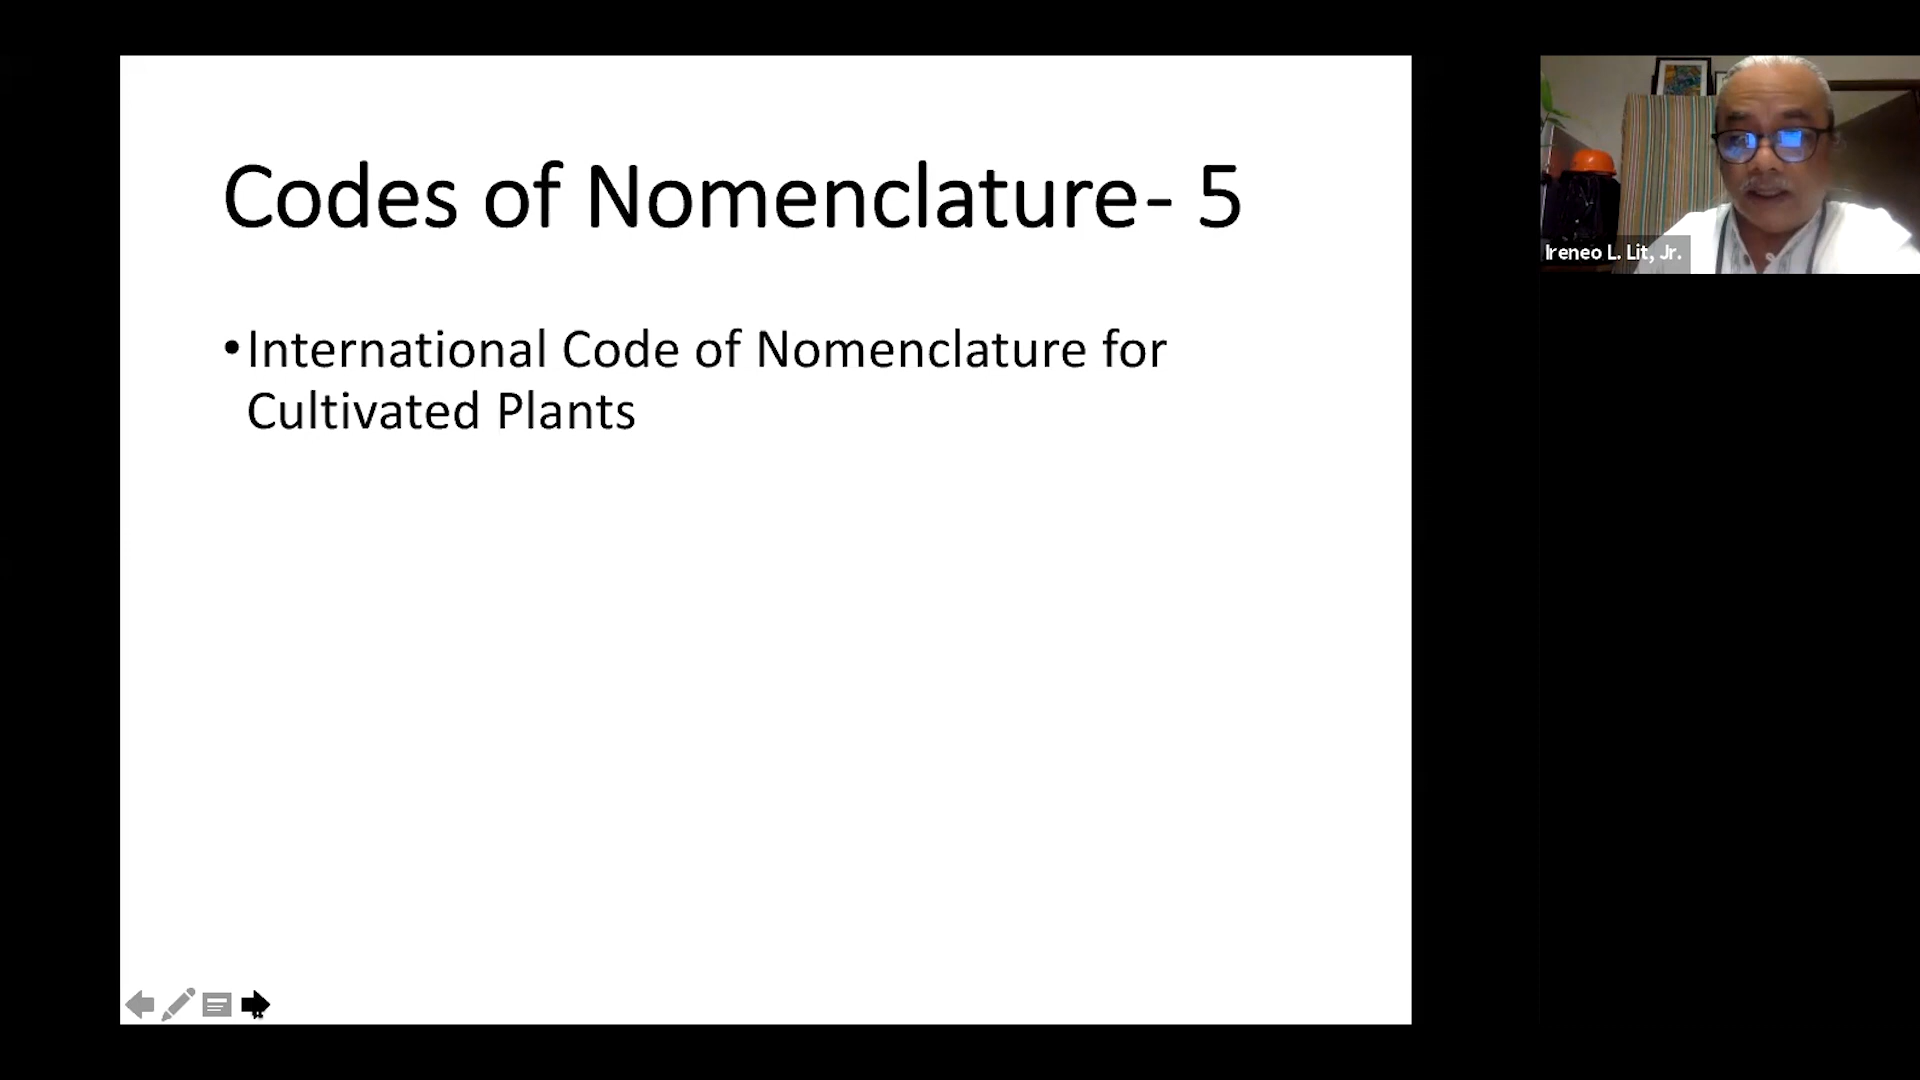 Codes of Nomenclature- 5
•International Code of Nomenclature for
Cultivated Plants
Ireneo L. Lit, Jr.